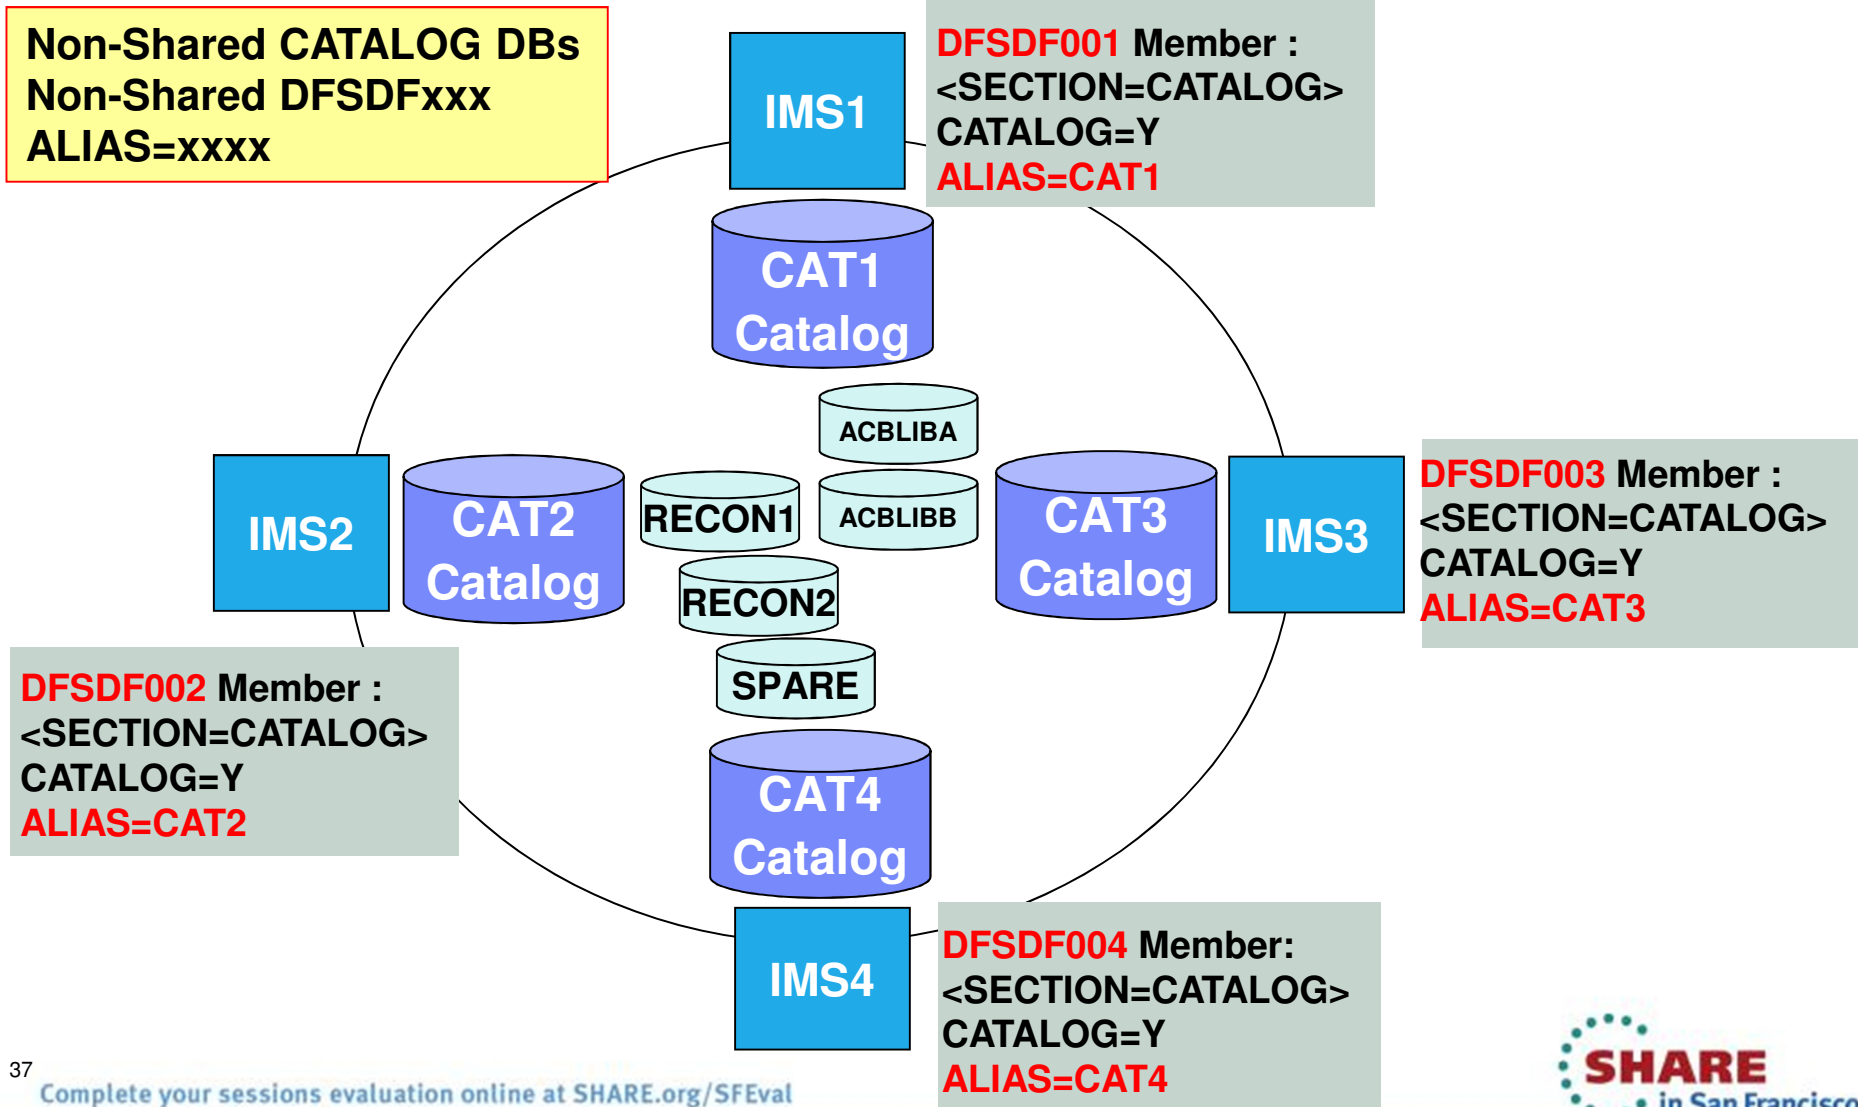 Non-Shared CATALOG DBs
Non-Shared DFSDFxxx
ALIAS=xxxx
IMS1
DFSDF001 Member :
<SECTION=CATALOG>
CATALOG=Y
ALIAS=CAT1
CAT1
Catalog
ACBLIBA
ACBLIBB
IMS2
CAT2
Catalog
RECON1
RECON2
SPARE
CAT3
Catalog
IMS3
DFSDF003 Member :
<SECTION=CATALOG>
CATALOG=Y
ALIAS=CAT3
DFSDF002 Member :
<SECTION=CATALOG>
CATALOG=Y
ALIAS=CAT2
CAT4
Catalog
IMS4
DFSDF004 Member:
<SECTION=CATALOG>
CATALOG=Y
ALIAS=CAT4
37
Complete your sessions evaluation online at SHARE.org/SFEval
SHARE
in San Francisco